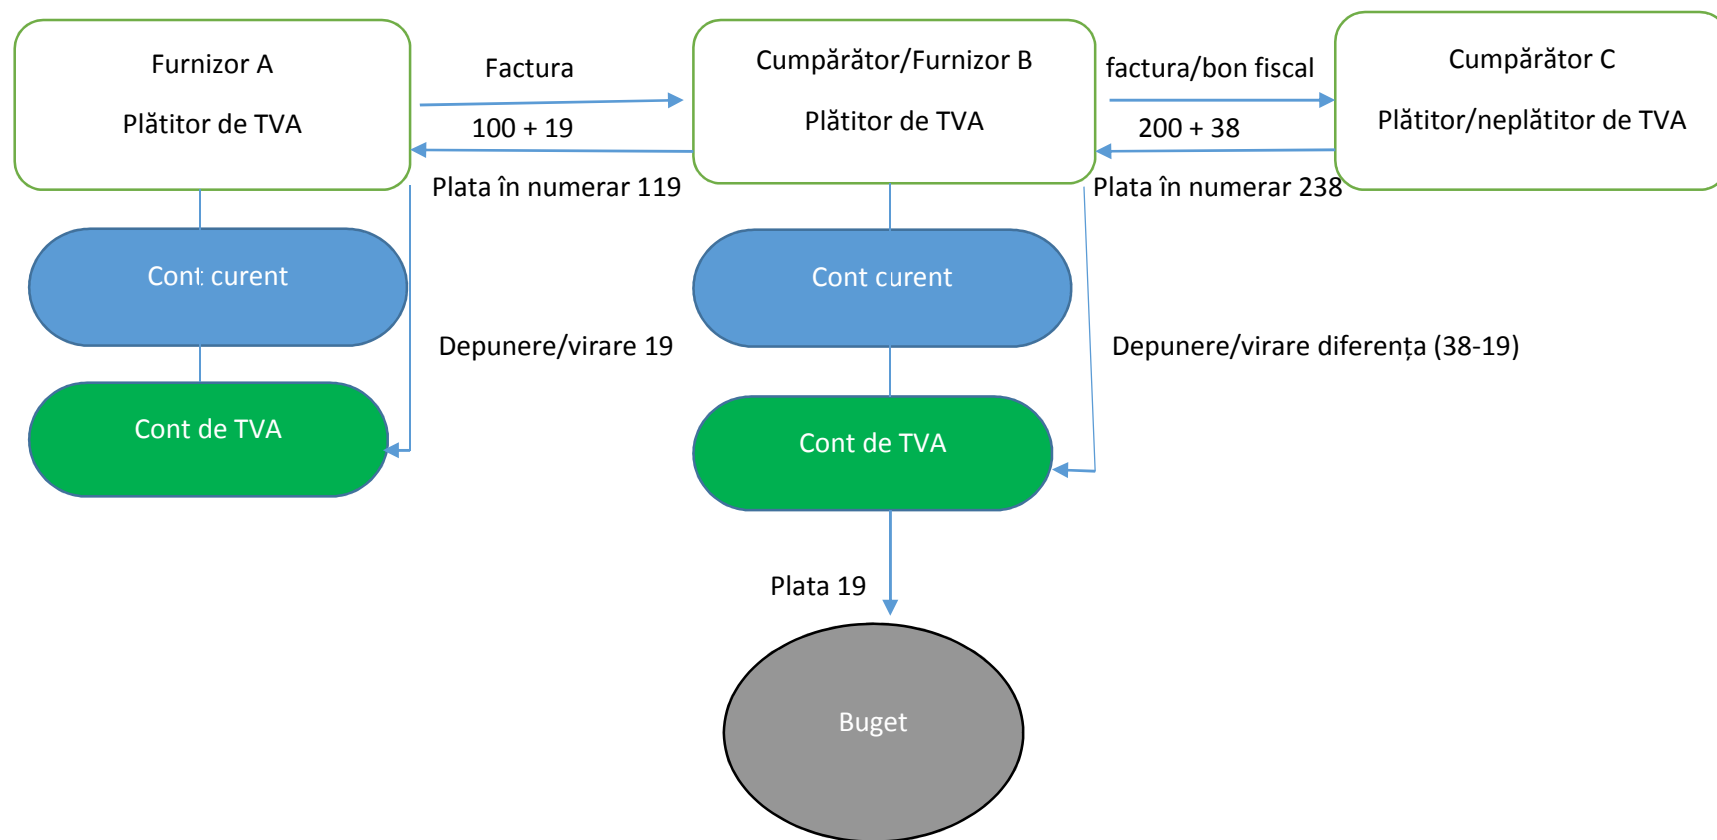 Furnizor A
Plătitor de TVA
Factura
100 + 19
Plata în numerar 119
Cumpărător/Furnizor B
Plătitor de TVA
factura/bon fiscal
200 + 38
Plata în numerar 238
Cumpărător C
Plătitor/neplătitor de TVA
Cont curent
Cont curent
Depunere/virare 19
Depunere/virare diferența (38-19)
Cont de TVA
Cont de TVA
Plata 19
Buget